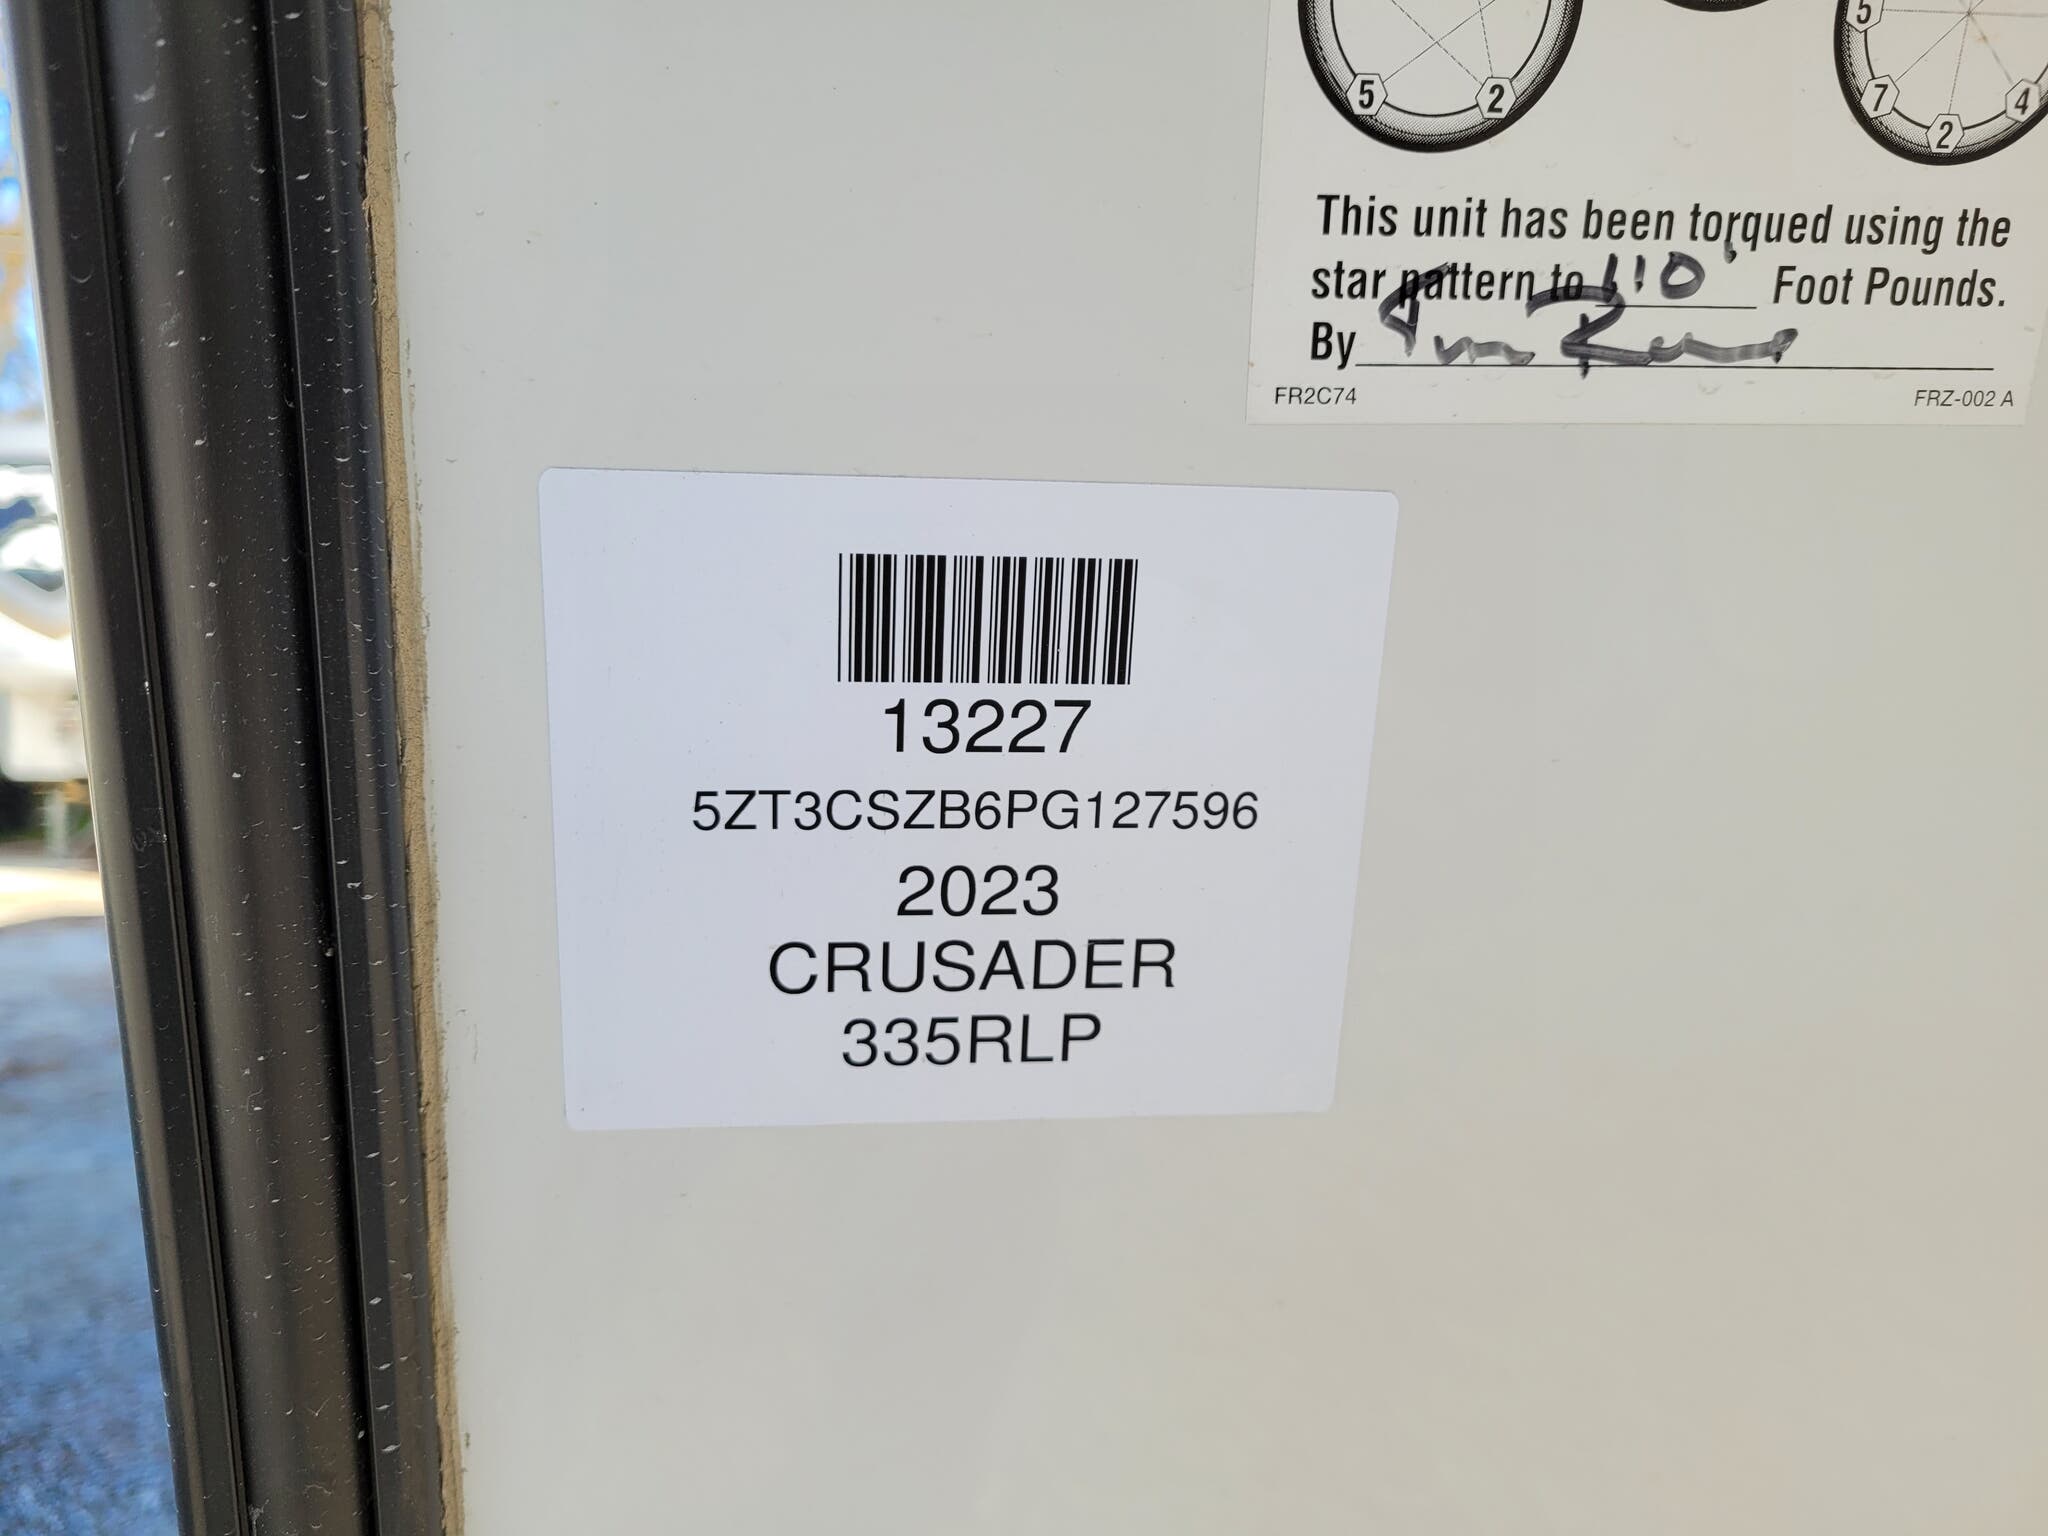 5
2
5
7
2
4
This unit has been torqued using the
star pattern to 110' Foot Pounds.
By
FR2C74 FRZ-002 A
13227
5ZT3CSZB6PG127596
2023
CRUSADER
335RLP